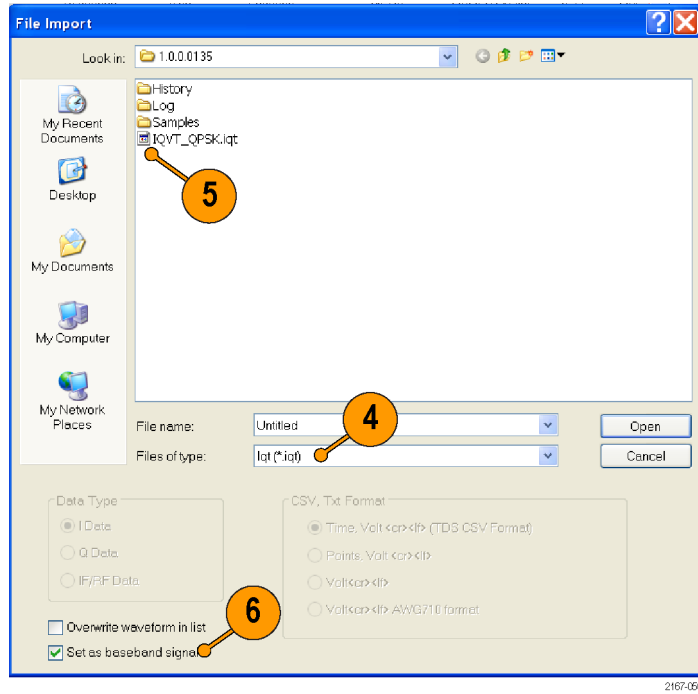 File Import
Look in: 1.0.0.0135
My Recent Documents
Desktop
My Documents
My Computer
My Network Places
History
Log
Samples
IQVT_QPSK.iqt
5
File name: Untitled
4
Open
Files of type: Iqt (*.iqt)
Cancel
Data Type
I Data
Q Data
IF/RF Data
CSV, Txt Format
Time, Volt <cr><lf> (TDS CSV Format)
Points, Volt <cr><lf>
Volt<cr><lf>
Volt<cr><lf> AWG710 format
Overwrite waveform in list
6
Set as baseband signal